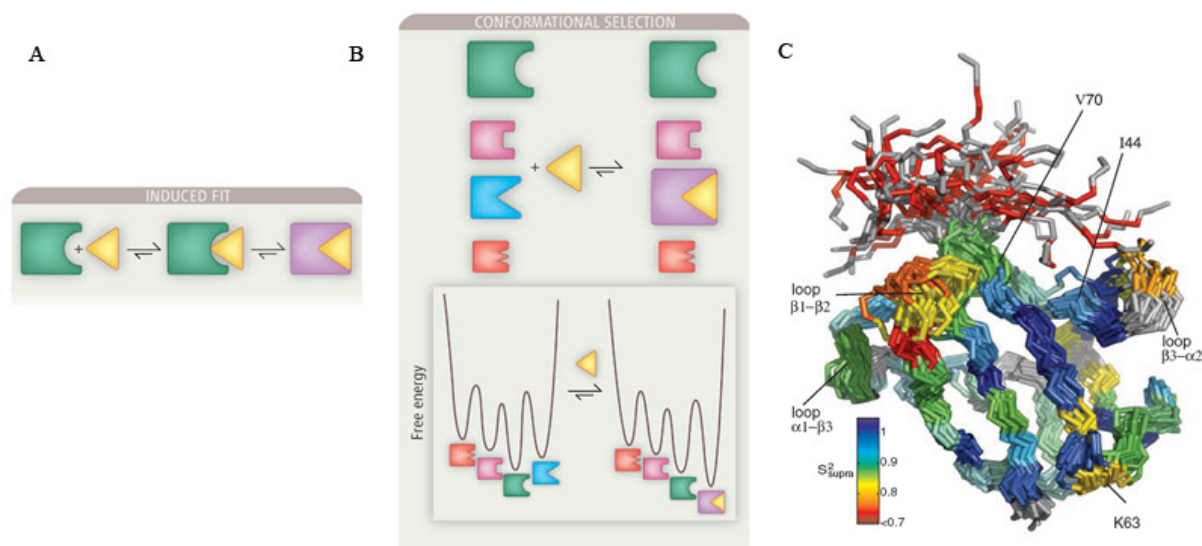 A
INDUCED FIT
+
B
CONFORMATIONAL SELECTION
+
Free energy
C
V70
I44
loop
β1–β2
loop
β3–α2
loop
α1–β3
S²supra
1
0.9
0.8
<0.7
K63